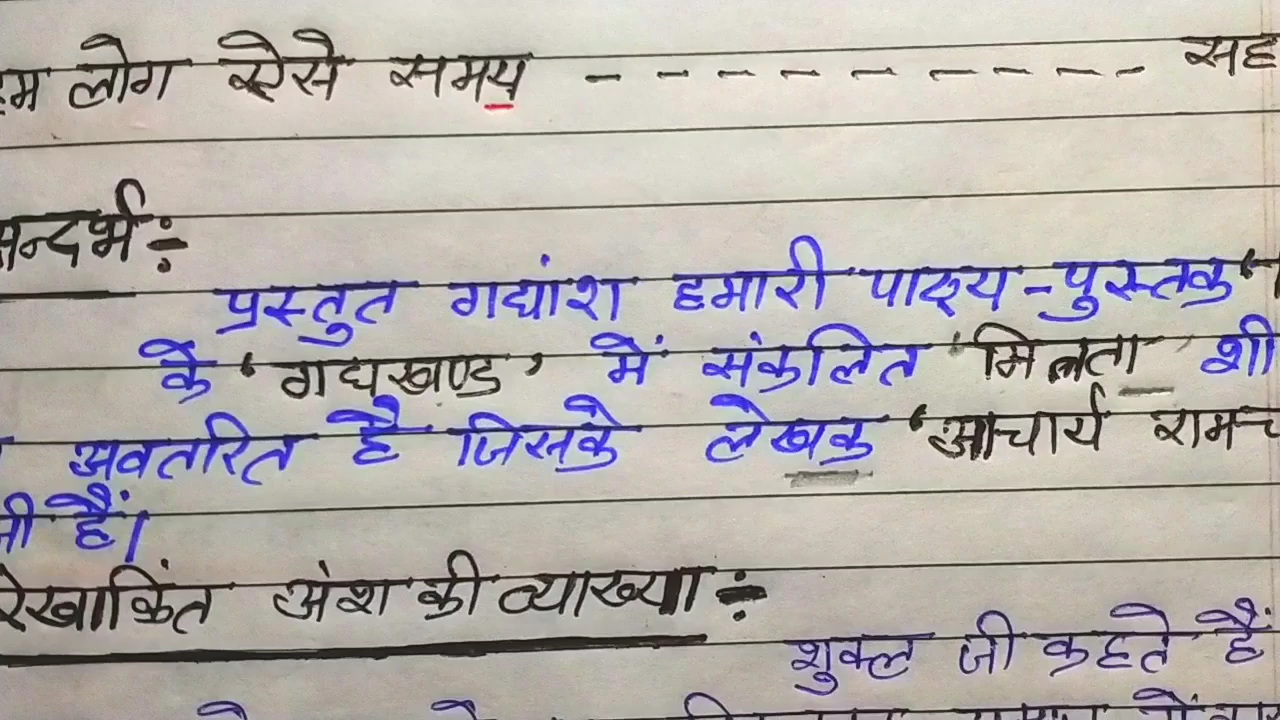 हम लोग ऐसे समय - - - - - - - - - - सह
सन्दर्भ :-
प्रस्तुत गद्यांश हमारी पाठ्य-पुस्तक '
के 'गद्यखण्ड' में संकलित 'मित्रता' शी
अवतरित है जिसके लेखक 'आचार्य रामच
जी हैं।
रेखांकित अंश की व्याख्या :-
शुक्ल जी कहते हैं